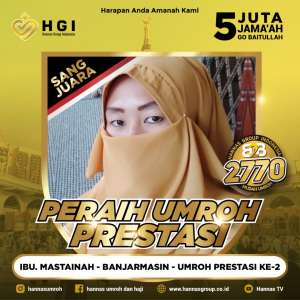 Harapan Anda Amanah Kami
HGI
5 JUTA
JAMA'AH
GO BAITULLAH
SANG
JUARA
2770
PERAIH UMROH
PRESTASI
IBU. MASTAINAH - BANJARMASIN - UMROH PRESTASI KE-2
hannasumroh
hannas umroh dan haji
www.hannasgroup.co.id
Hannas TV